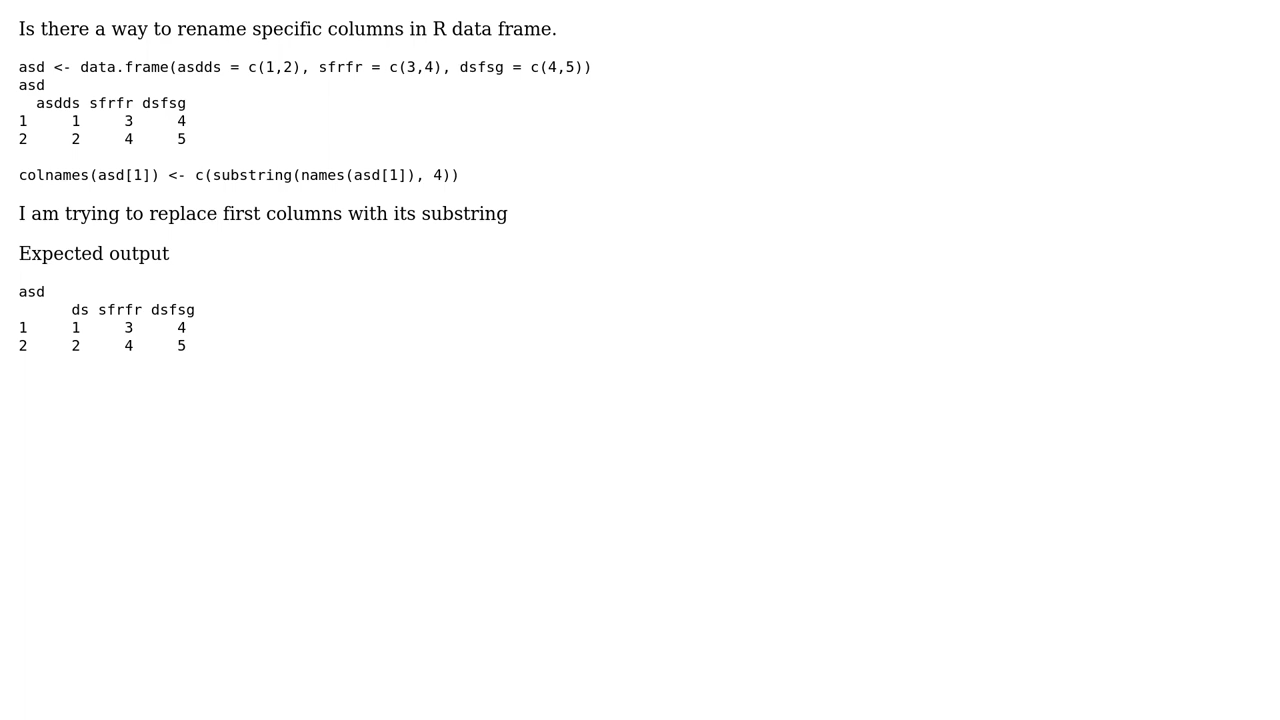 Is there a way to rename specific columns in R data frame.
asd <- data.frame(asdds = c(1,2), sfrfr = c(3,4), dsfsg = c(4,5))
asd
  asdds sfrfr dsfsg
1     1     3     4
2     2     4     5
colnames(asd[1]) <- c(substring(names(asd[1]), 4))
I am trying to replace first columns with its substring
Expected output
asd
      ds sfrfr dsfsg
1     1     3     4
2     2     4     5